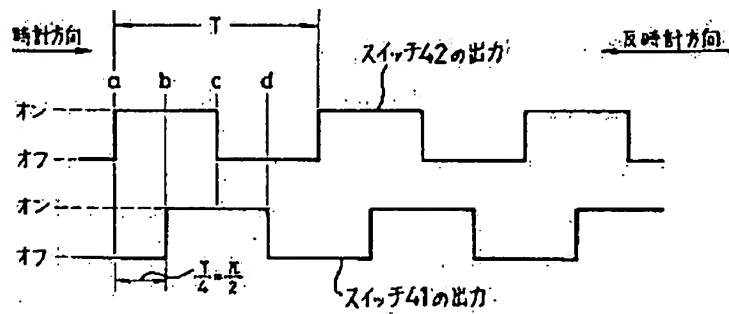 時計方向
T
反時計方向
スイッチ42の出力
a
b
c
d
オン
オフ
オン
オフ
T/4=π/2
スイッチ41の出力